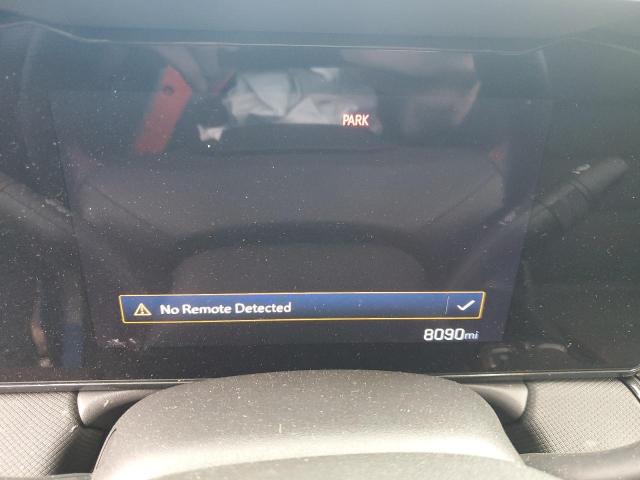 PARK
No Remote Detected
8090mi